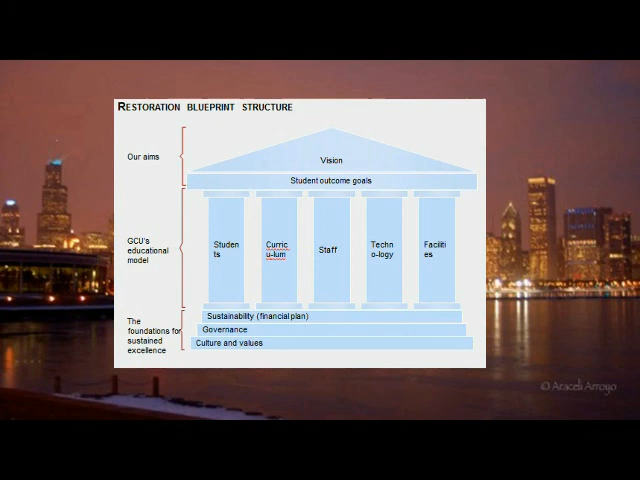 RESTORATION BLUEPRINT STRUCTURE
Our aims
Vision
Student outcome goals
GCU's
educational
model
Studen
ts
Curric
u-lum
Staff
Techn
o-logy
Faciliti
es
The
foundations for
sustained
excellence
Sustainability (financial plan)
Governance
Culture and values
© Araceli Arroyo